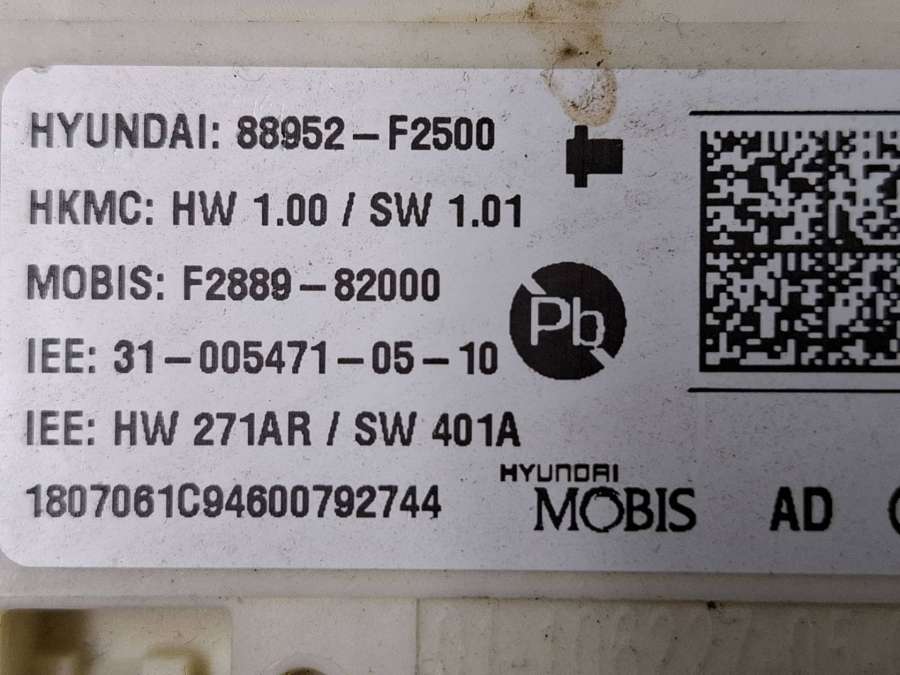 HYUNDAI: 88952-F2500
HKMC: HW 1.00 / SW 1.01
MOBIS: F2889-82000
IEE: 31-005471-05-10
Pb
IEE: HW 271AR / SW 401A
1807061C94600792744
HYUNDAI
MOBIS
AD